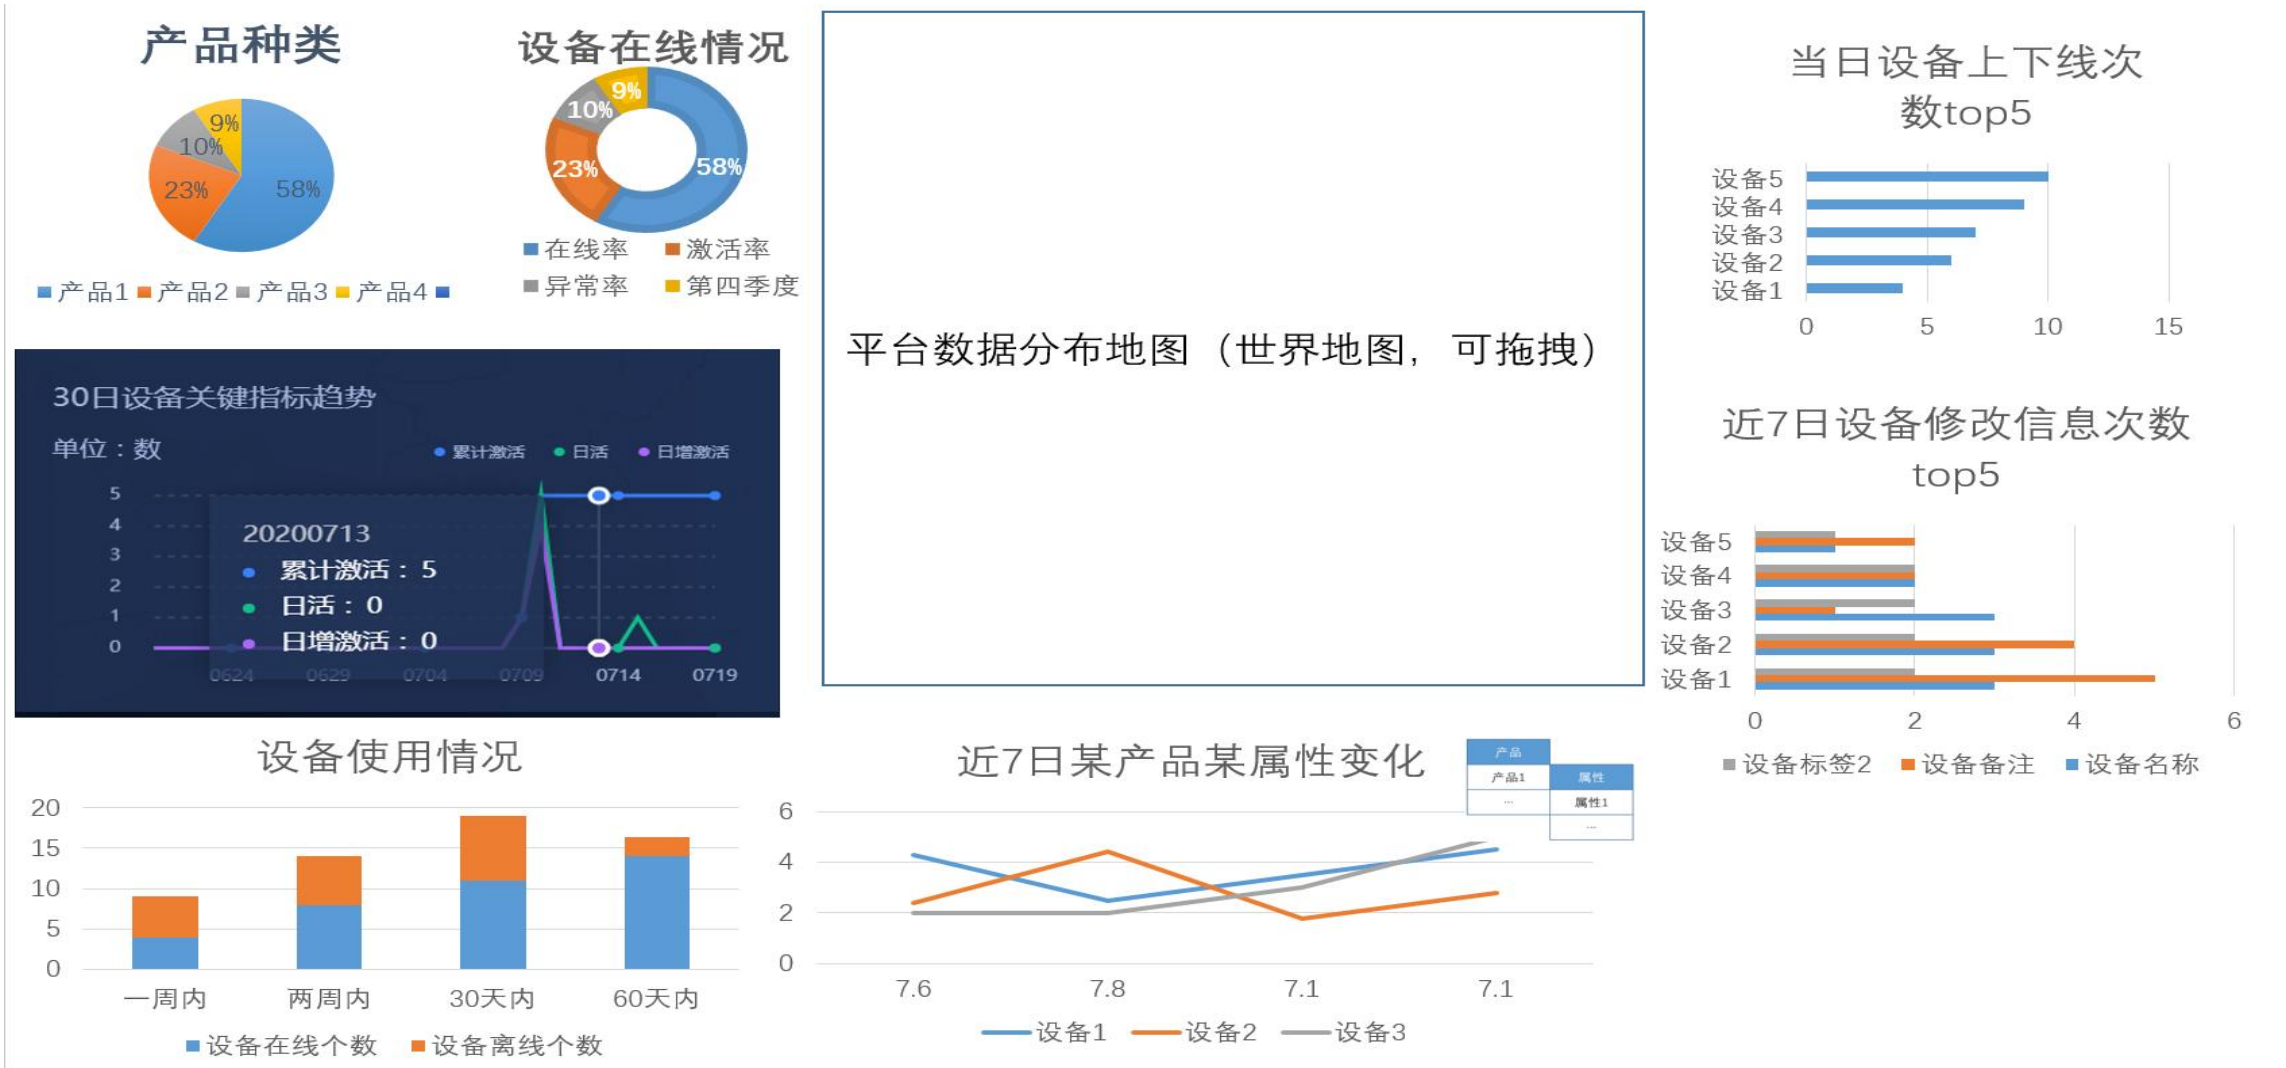 产品种类
9%
10%
23%
58%
产品1 产品2 产品3 产品4
设备在线情况
9%
10%
23%
58%
在线率 激活率
异常率 第四季度
平台数据分布地图（世界地图，可拖拽）
当日设备上下线次
数top5
设备5
设备4
设备3
设备2
设备1
0 5 10 15
30日设备关键指标趋势
单位：数
累计激活 日活 日增激活
5
4
3
2
1
0
20200713
累计激活：5
日活：0
日增激活：0
0624 0629 0704 0709 0714 0719
近7日设备修改信息次数
top5
设备5
设备4
设备3
设备2
设备1
0 2 4 6
设备标签2 设备备注 设备名称
设备使用情况
20
15
10
5
0
一周内 两周内 30天内 60天内
设备在线个数 设备离线个数
近7日某产品某属性变化
产品
产品1 属性
... 属性1
...
6
4
2
0
7.6 7.8 7.1 7.1
设备1 设备2 设备3